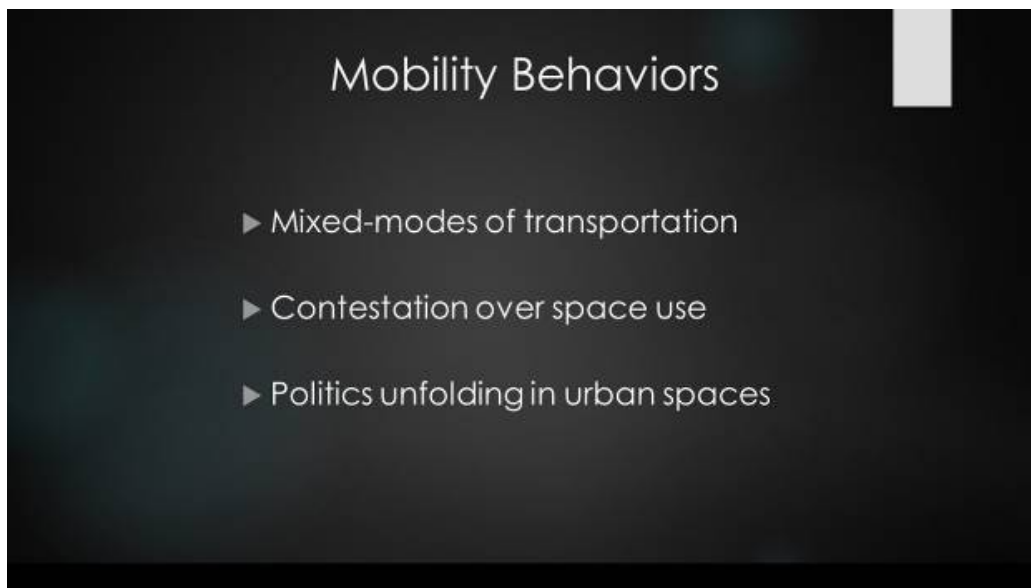 Mobility Behaviors
Mixed-modes of transportation
Contestation over space use
Politics unfolding in urban spaces